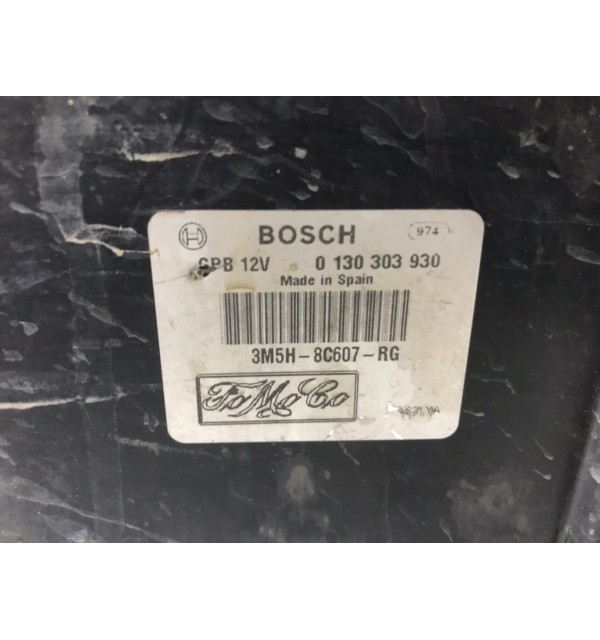 BOSCH 974
GPB 12V 0 130 303 930
Made in Spain
3M5H-8C607-RG
FoMoCo